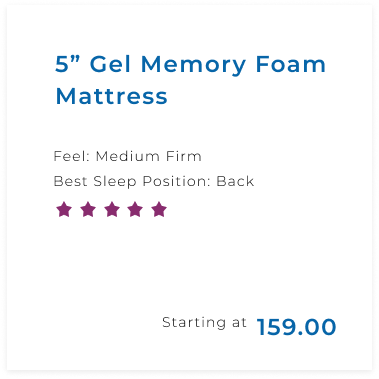 5” Gel Memory Foam
Mattress
Feel: Medium Firm
Best Sleep Position: Back
Starting at 159.00